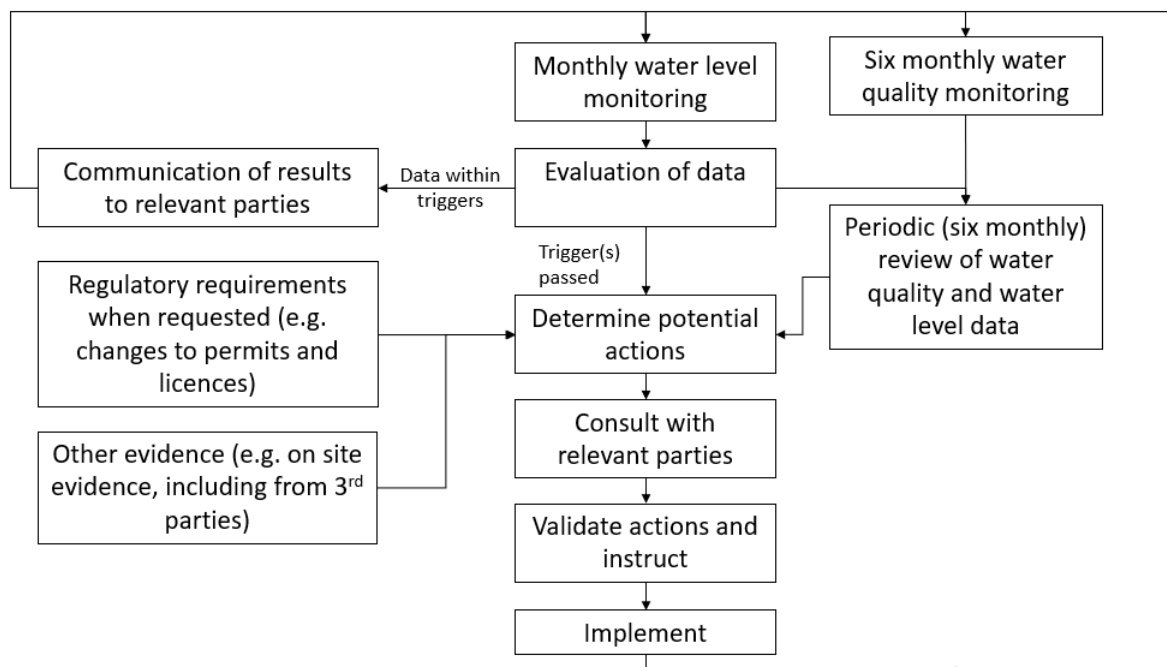 Monthly water level
monitoring
Six monthly water
quality monitoring
Communication of results
to relevant parties
Data within
triggers
Evaluation of data
Trigger(s)
passed
Periodic (six monthly)
review of water
quality and water
level data
Regulatory requirements
when requested (e.g.
changes to permits and
licences)
Determine potential
actions
Other evidence (e.g. on site
evidence, including from 3rd
parties)
Consult with
relevant parties
Validate actions and
instruct
Implement